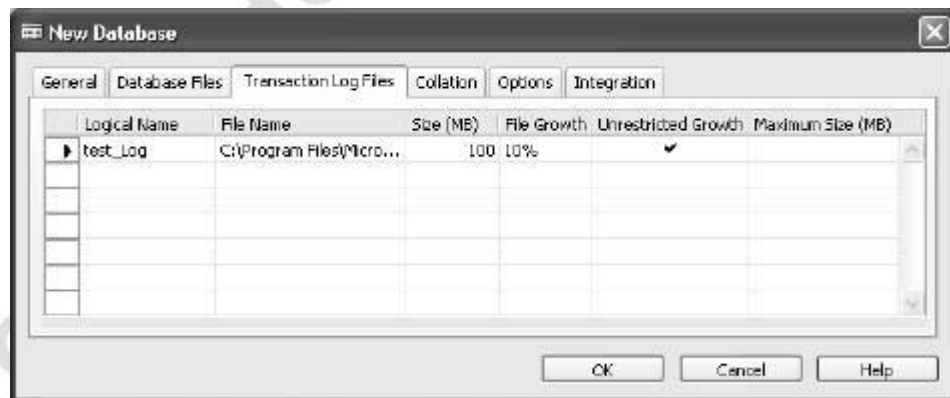 New Database
General Database Files Transaction Log Files Collation Options Integration
Logical Name File Name Size (MB) File Growth Unrestricted Growth Maximum Size (MB)
test_Log C:\Program Files\Micro... 100 10% ✔
OK Cancel Help